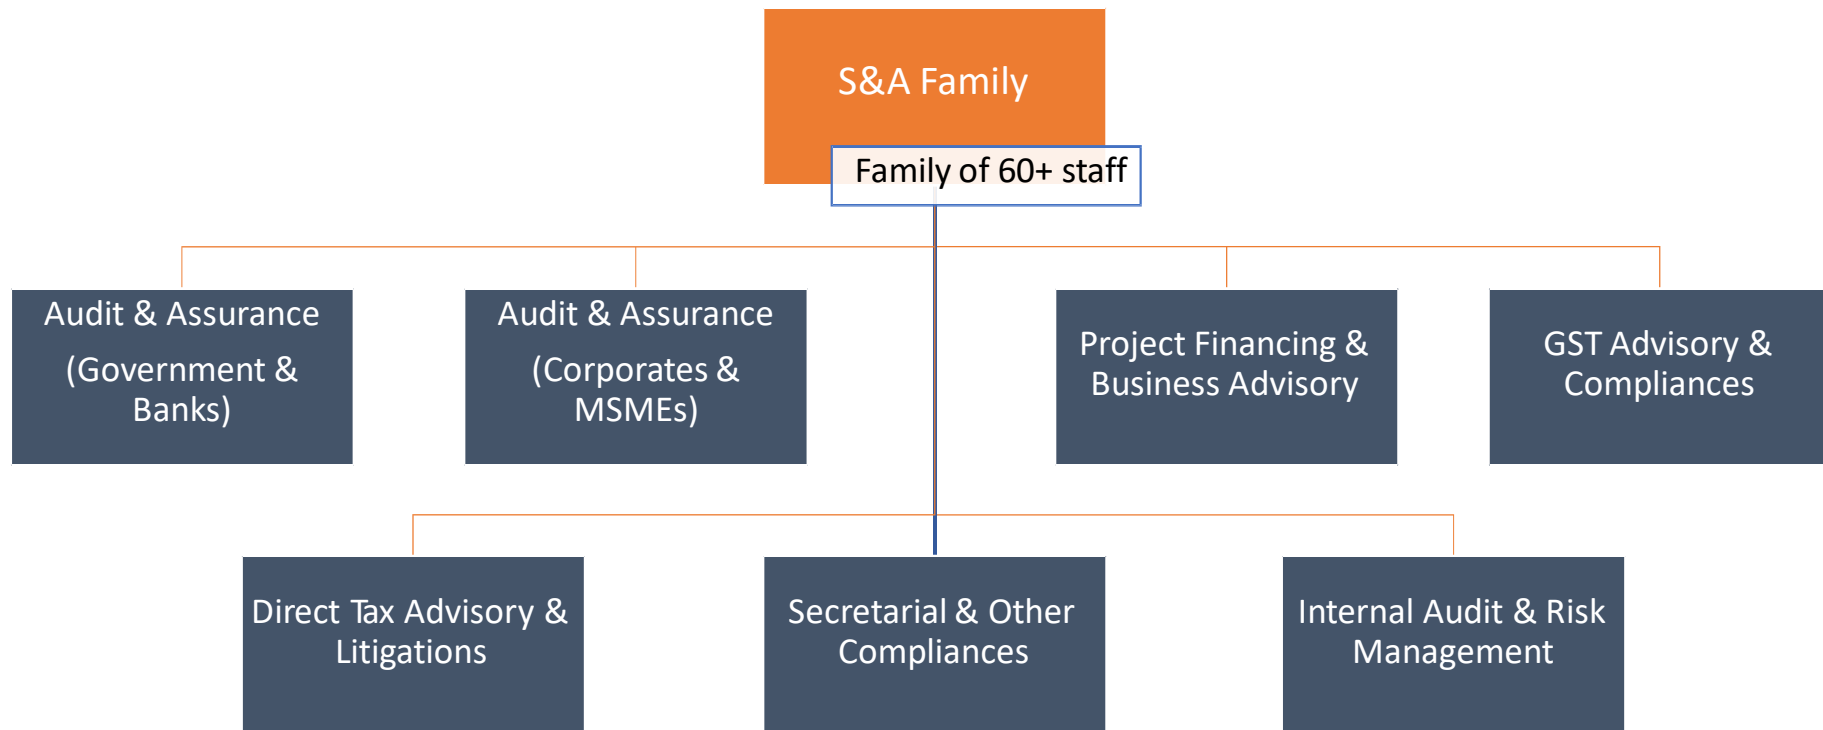 S&A Family
Family of 60+ staff
Audit & Assurance
(Government &
Banks)
Audit & Assurance
(Corporates &
MSMEs)
Project Financing &
Business Advisory
GST Advisory &
Compliances
Direct Tax Advisory &
Litigations
Secretarial & Other
Compliances
Internal Audit & Risk
Management